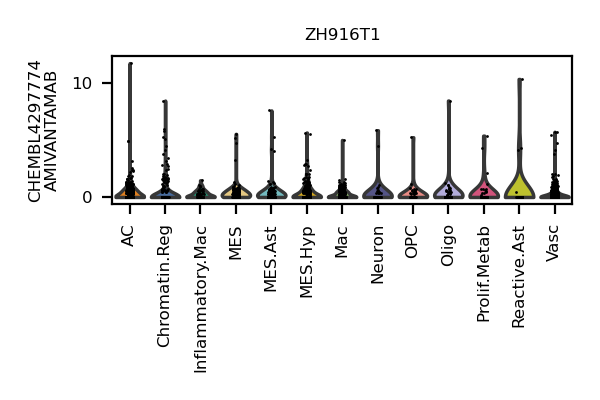 ZH916T1
CHEMBL4297774
AMIVANTAMAB
10
0
AC
Chromatin.Reg
Inflammatory.Mac
MES
MES.Ast
MES.Hyp
Mac
Neuron
OPC
Oligo
Prolif.Metab
Reactive.Ast
Vasc